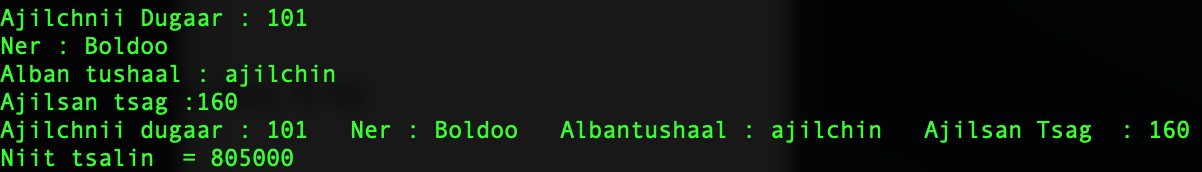 Ajilchnii Dugaar : 101
Ner : Boldoo
Alban tushaal : ajilchin
Ajilsan tsag :160
Ajilchnii dugaar : 101   Ner : Boldoo   Albantushaal : ajilchin   Ajilsan Tsag  : 160
Niit tsalin  = 805000